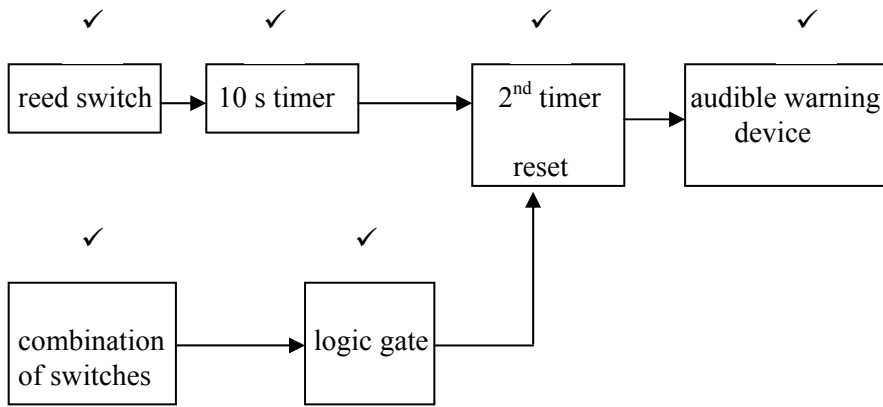 ✓ ✓ ✓ ✓
reed switch
10 s timer
2nd timer
reset
audible warning
device
✓ ✓
combination
of switches
logic gate